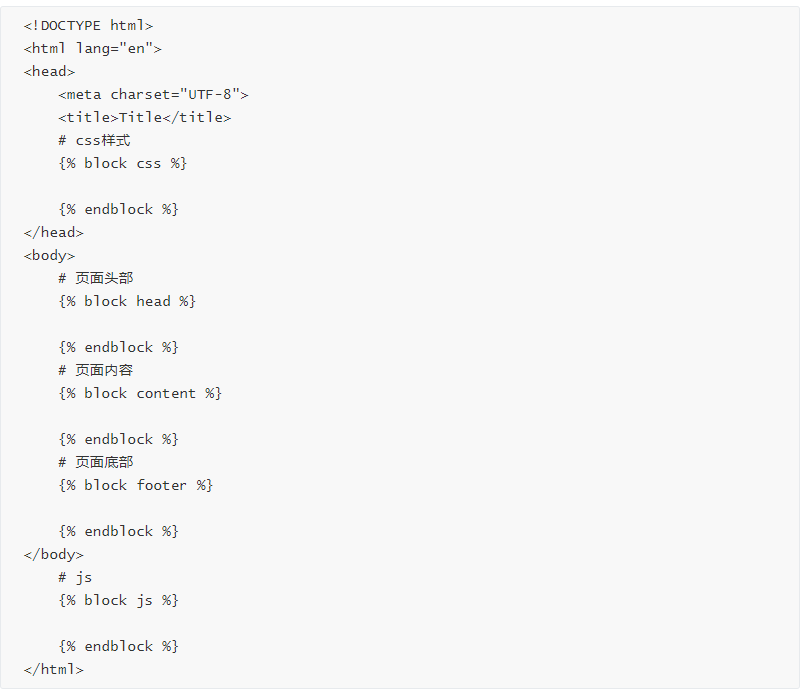 <!DOCTYPE html>
<html lang="en">
<head>
    <meta charset="UTF-8">
    <title>Title</title>
    # css样式
    {% block css %}

    {% endblock %}
</head>
<body>
    # 页面头部
    {% block head %}

    {% endblock %}
    # 页面内容
    {% block content %}

    {% endblock %}
    # 页面底部
    {% block footer %}

    {% endblock %}
</body>
    # js
    {% block js %}

    {% endblock %}
</html>